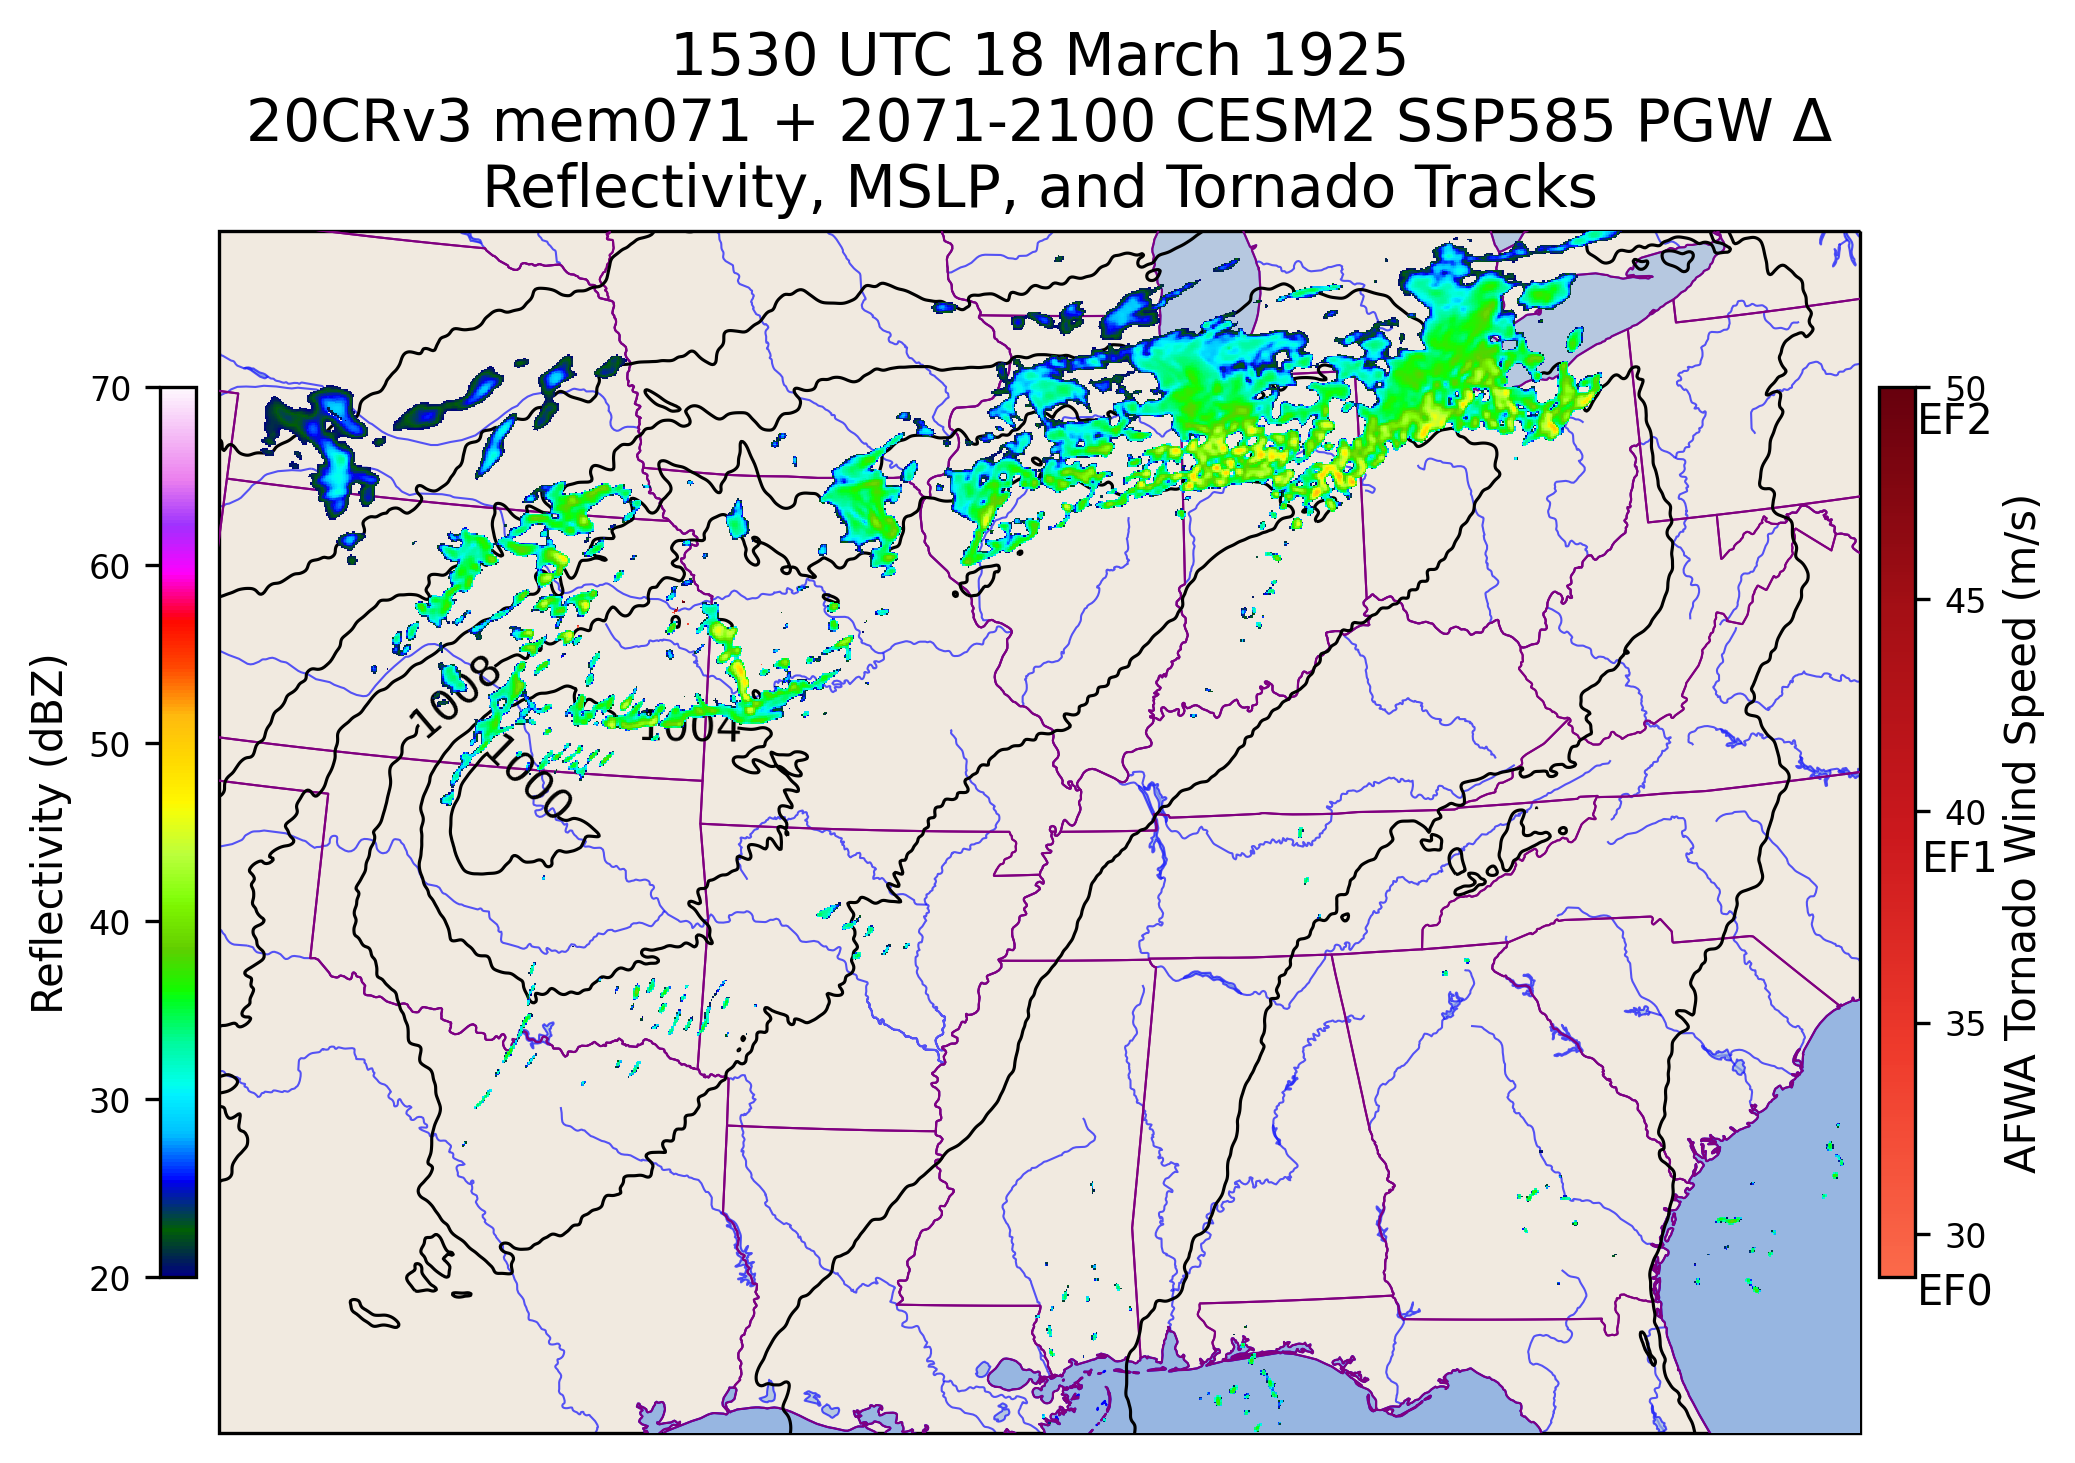 1530 UTC 18 March 1925
20CRv3 mem071 + 2071-2100 CESM2 SSP585 PGW Δ
Reflectivity, MSLP, and Tornado Tracks
70
60
50
40
30
20
Reflectivity (dBZ)
1008
1004
1000
50
EF2
45
40
EF1
35
30
EF0
AFWA Tornado Wind Speed (m/s)